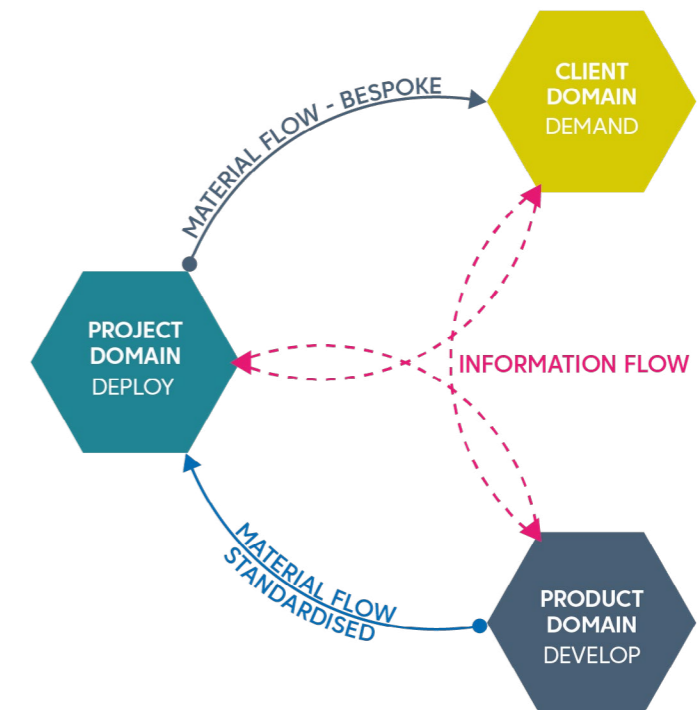 CLIENT
DOMAIN
DEMAND
MATERIAL FLOW - BESPOKE
PROJECT
DOMAIN
DEPLOY
INFORMATION FLOW
MATERIAL FLOW
STANDARDISED
PRODUCT
DOMAIN
DEVELOP